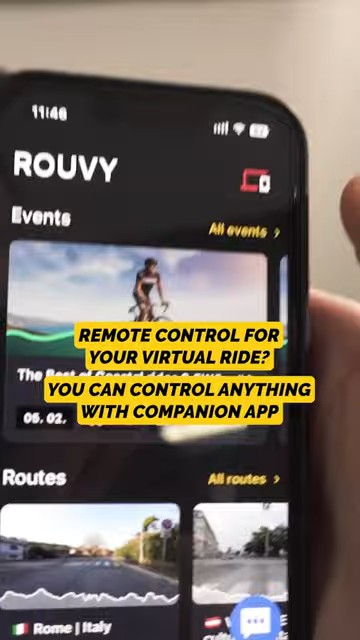 11:46
ROUVY
Events
All events >
REMOTE CONTROL FOR
YOUR VIRTUAL RIDE?
The Best of
YOU CAN CONTROL ANYTHING
WITH COMPANION APP
05. 02.
Routes
All routes >
Rome | Italy